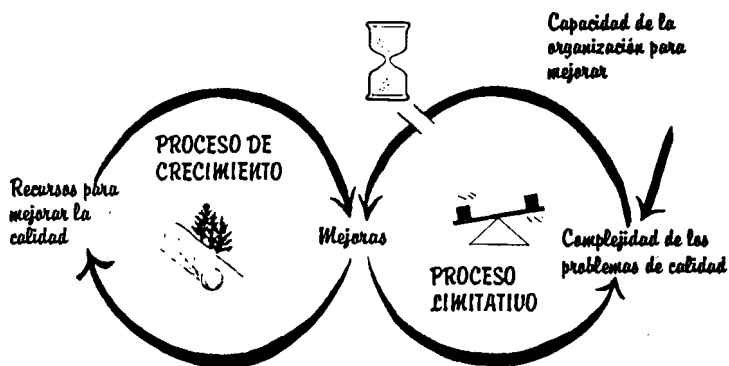 Capacidad de la
organización para
mejorar
PROCESO DE
CRECIMIENTO
Recursos para
mejorar la
calidad
Mejoras
Complejidad de los
problemas de calidad
PROCESO
LIMITATIVO